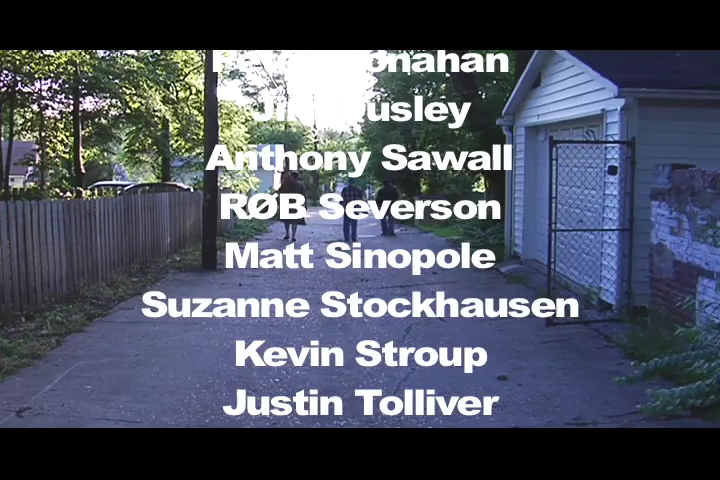 Anthony Sawall
RØB Severson
Matt Sinopole
Suzanne Stockhausen
Kevin Stroup
Justin Tolliver